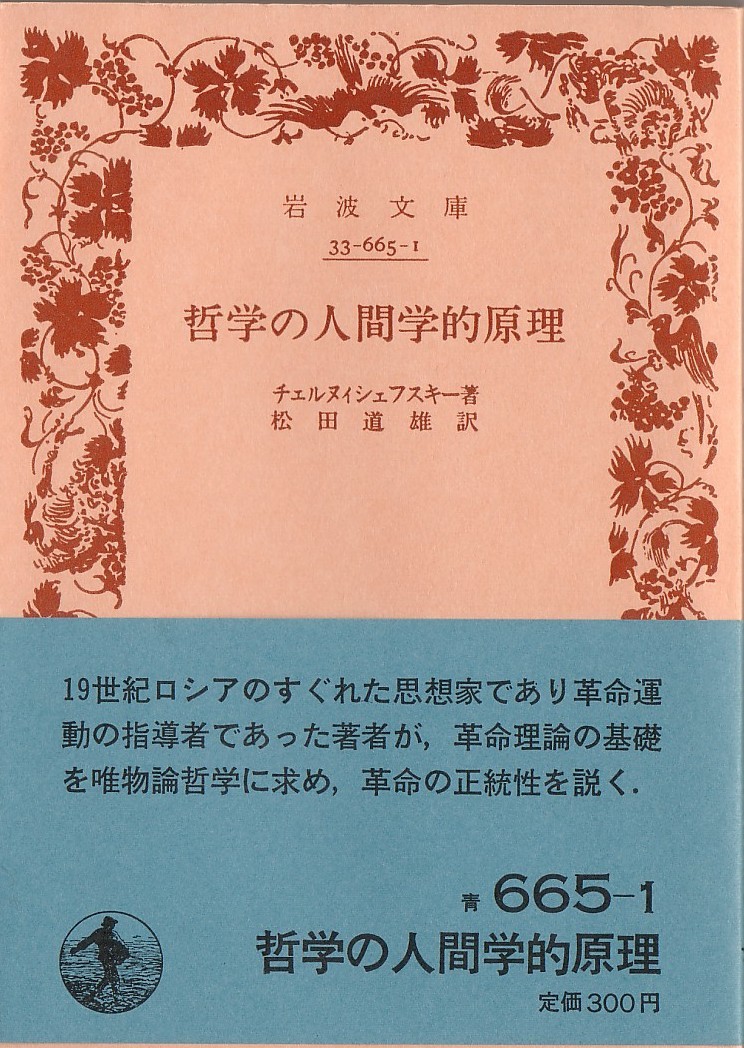 岩波文庫
33-665-1
哲学の人間学的原理
チェルヌィシェフスキー著
松田道雄訳
19世紀ロシアのすぐれた思想家であり革命運
動の指導者であった著者が，革命理論の基礎
を唯物論哲学に求め，革命の正統性を説く．
青 665-1
哲学の人間学的原理
定価300円